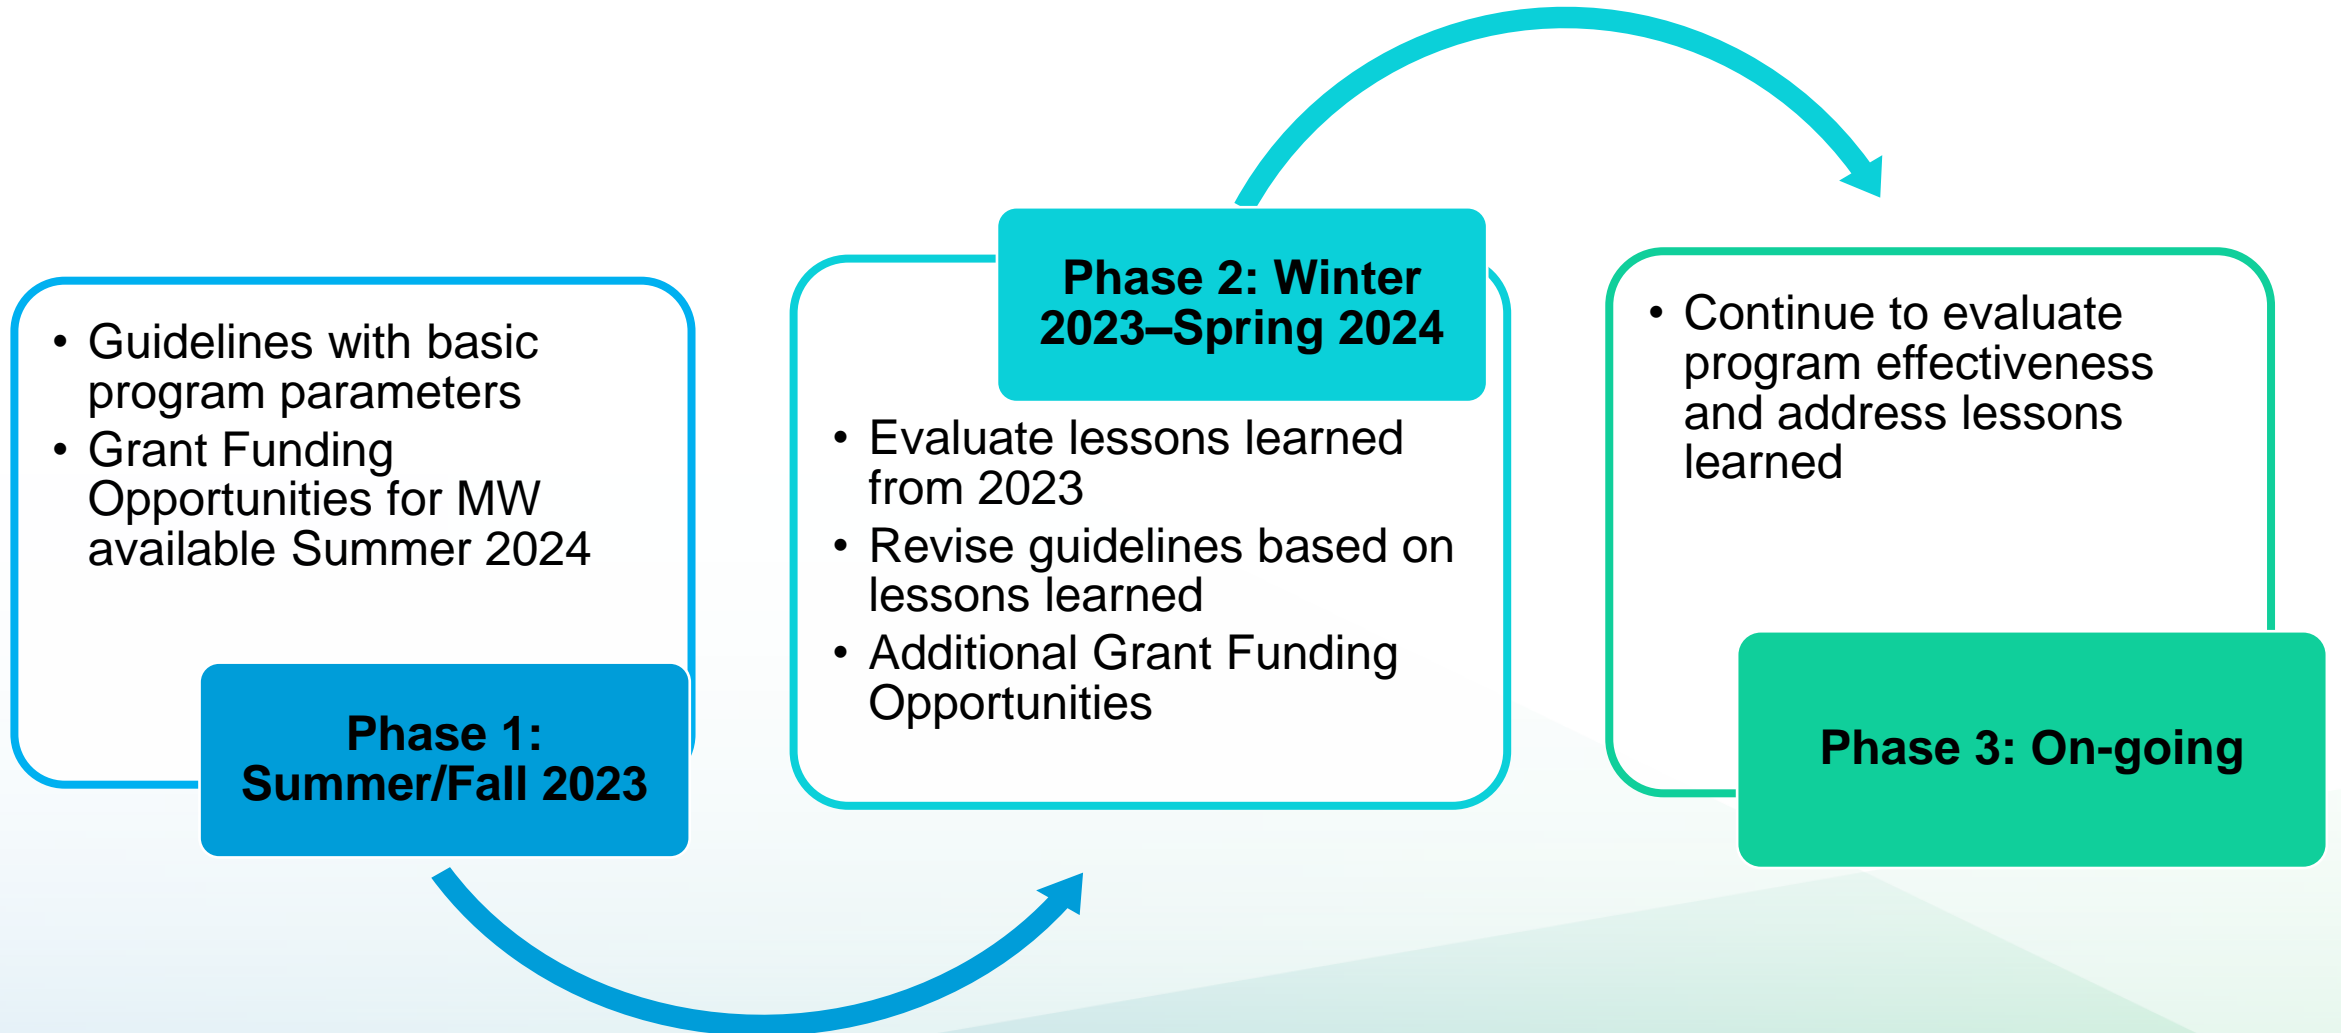 • Guidelines with basic
program parameters
• Grant Funding
Opportunities for MW
available Summer 2024
Phase 1:
Summer/Fall 2023
Phase 2: Winter
2023–Spring 2024
• Evaluate lessons learned
from 2023
• Revise guidelines based on
lessons learned
• Additional Grant Funding
Opportunities
• Continue to evaluate
program effectiveness
and address lessons
learned
Phase 3: On-going